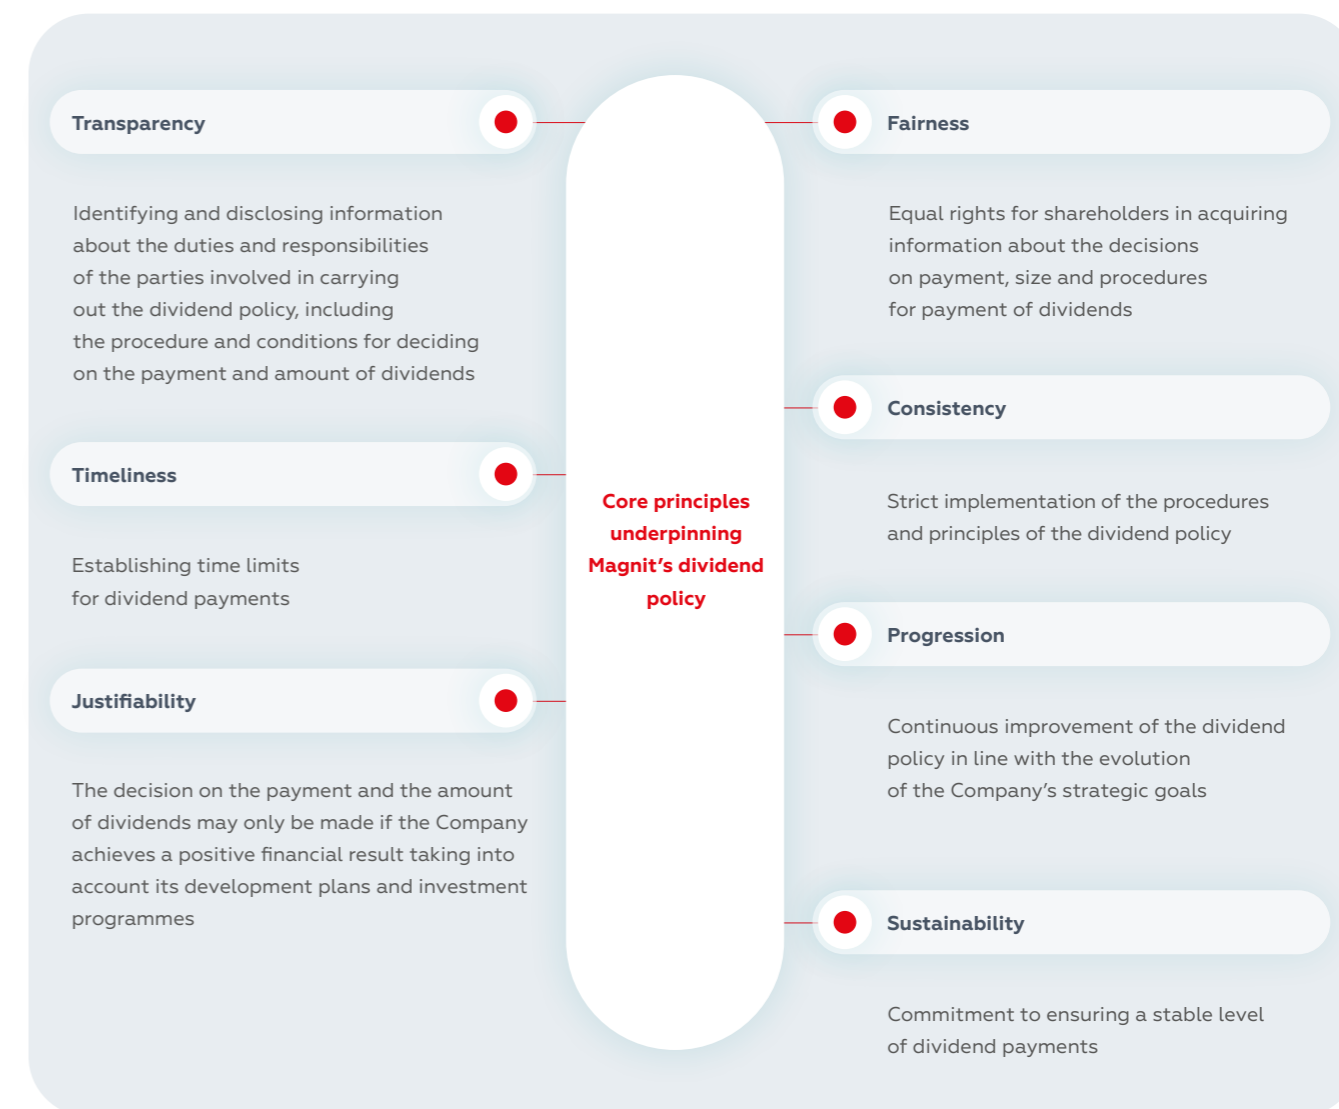 Transparency
Identifying and disclosing information
about the duties and responsibilities
of the parties involved in carrying
out the dividend policy, including
the procedure and conditions for deciding
on the payment and amount of dividends
Timeliness
Establishing time limits
for dividend payments
Justifiability
The decision on the payment and the amount
of dividends may only be made if the Company
achieves a positive financial result taking into
account its development plans and investment
programmes
Core principles
underpinning
Magnit’s dividend
policy
Fairness
Equal rights for shareholders in acquiring
information about the decisions
on payment, size and procedures
for payment of dividends
Consistency
Strict implementation of the procedures
and principles of the dividend policy
Progression
Continuous improvement of the dividend
policy in line with the evolution
of the Company’s strategic goals
Sustainability
Commitment to ensuring a stable level
of dividend payments